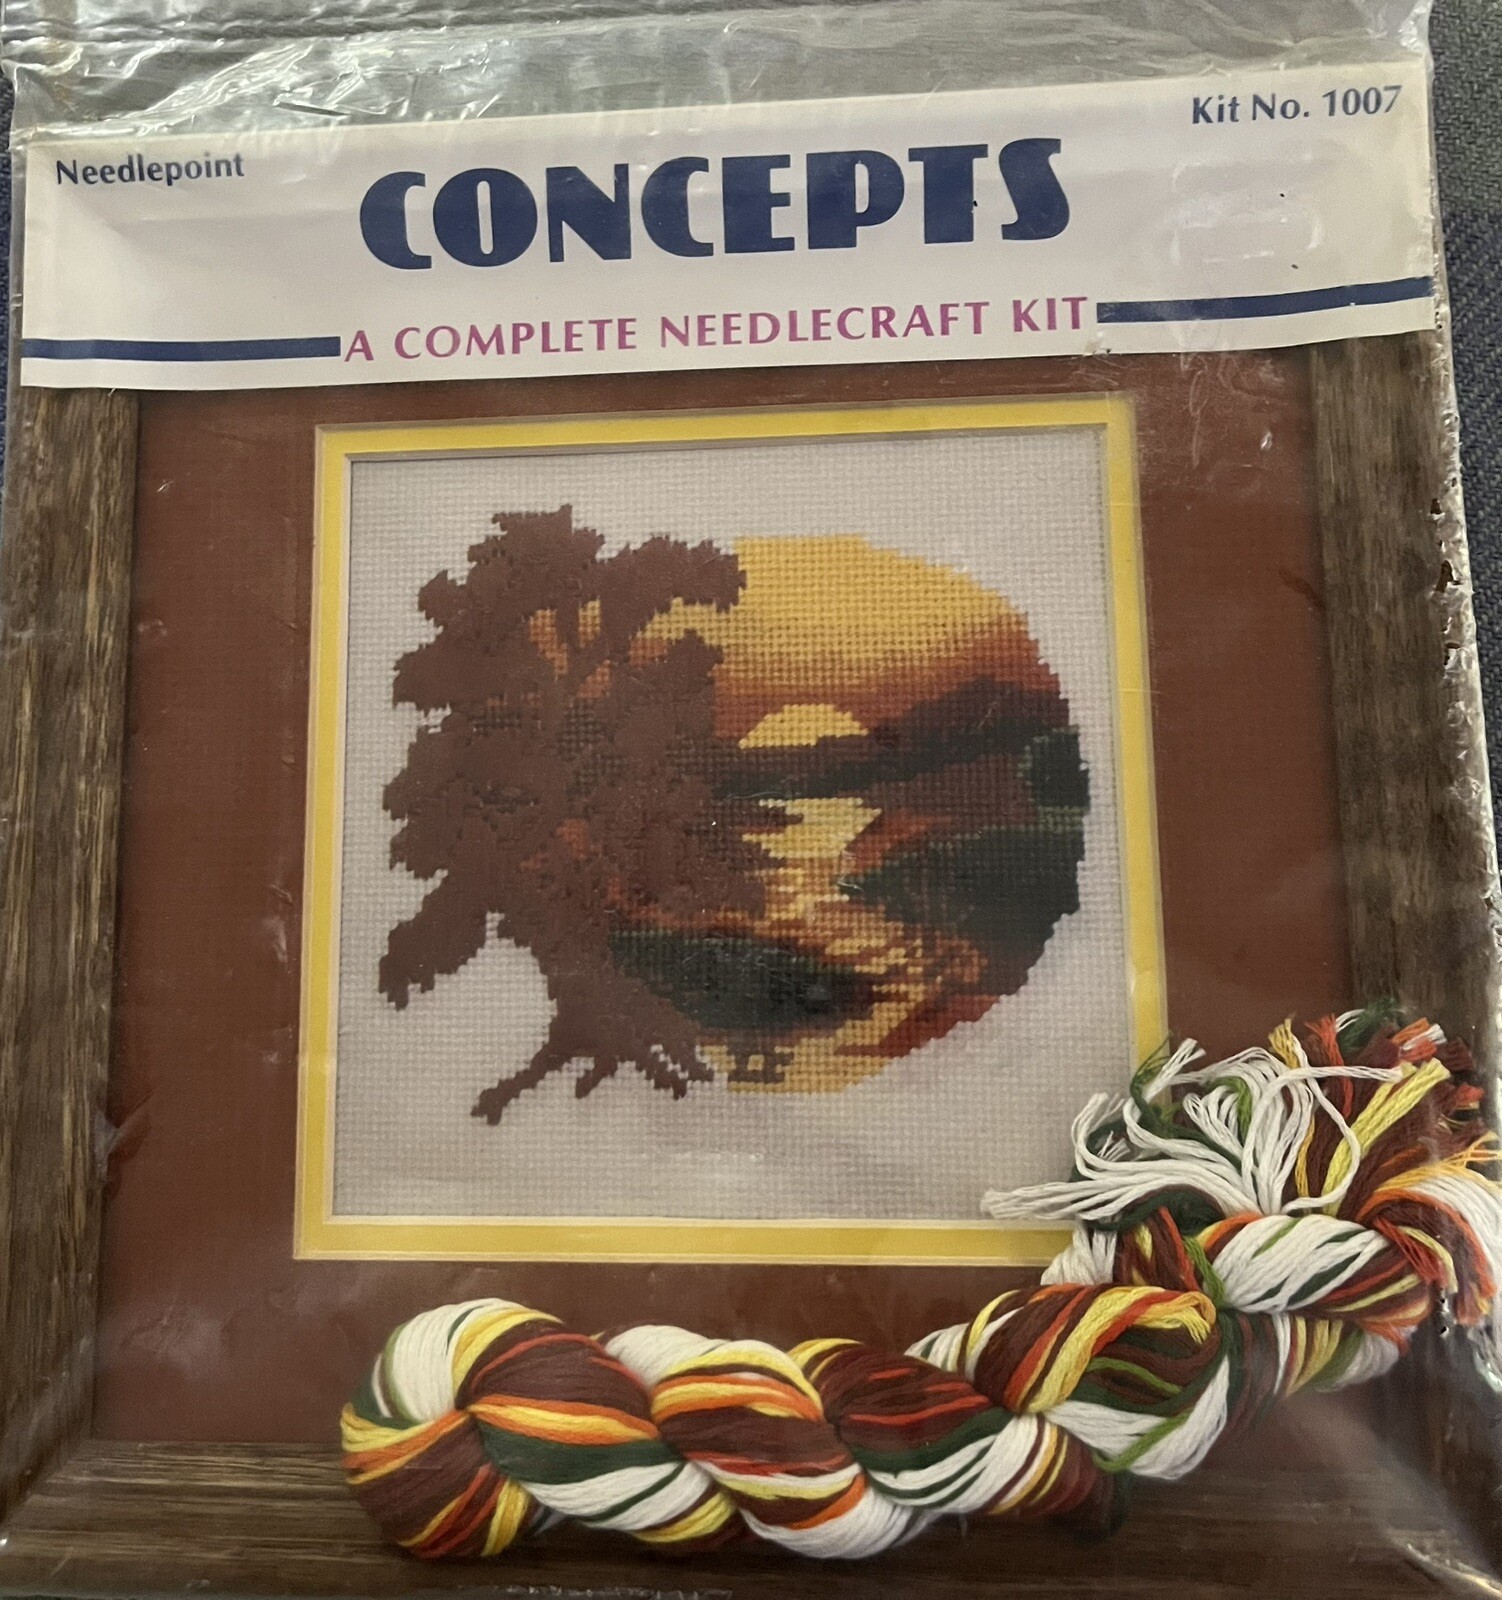 Needlepoint
Kit No. 1007
CONCEPTS
A COMPLETE NEEDLECRAFT KIT